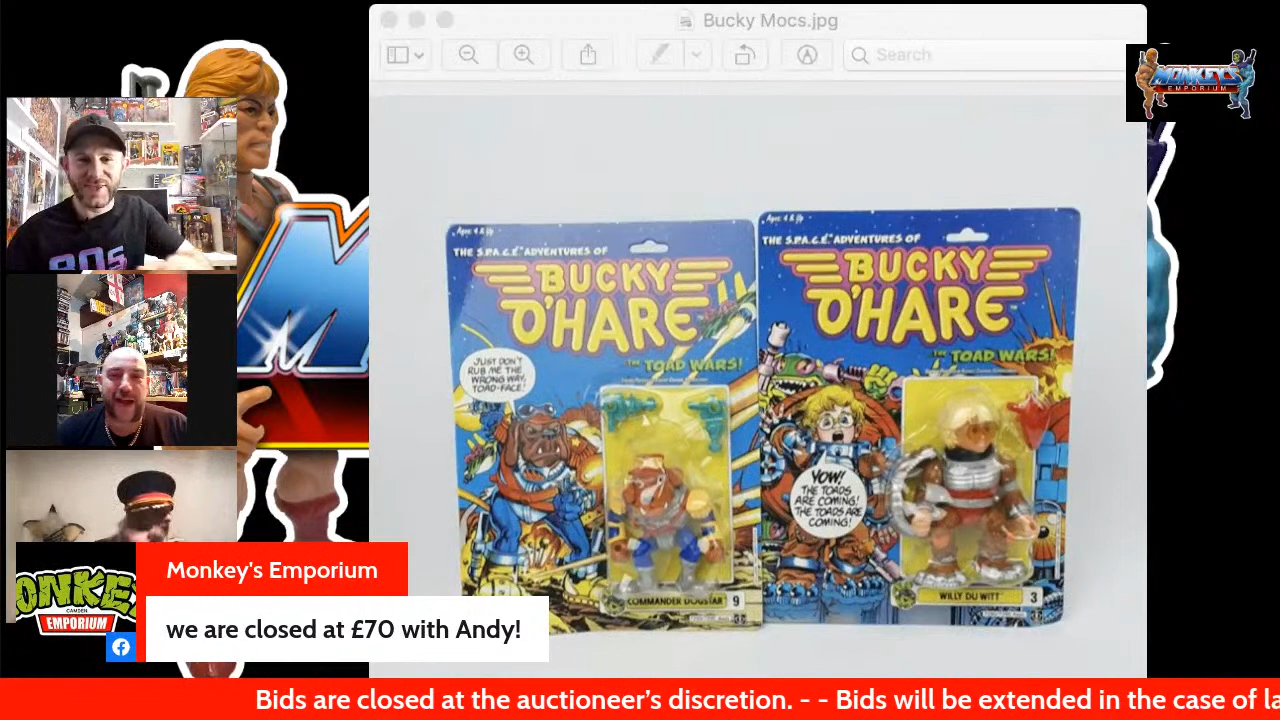 Bucky Mocs.jpg
Search
MONKEY'S
EMPORIUM
80s
M
Ages 4 & Up
THE S.P.A.C.E. ADVENTURES OF
BUCKY
O'HARE
THE TOAD WARS!
JUST DON'T
RUB ME THE
WRONG WAY,
TOAD-FACE!
COMMANDER DOGSTAR 9
Ages 4 & Up
THE S.P.A.C.E. ADVENTURES OF
BUCKY
O'HARE
THE TOAD WARS!
YOW!
THE TOADS
ARE COMING!
THE TOADS ARE
COMING!
WILLY DU WITT 3
ONKEY
CAMDEN
EMPORIUM
Monkey's Emporium
we are closed at £70 with Andy!
Bids are closed at the auctioneer's discretion. - - Bids will be extended in the case of la